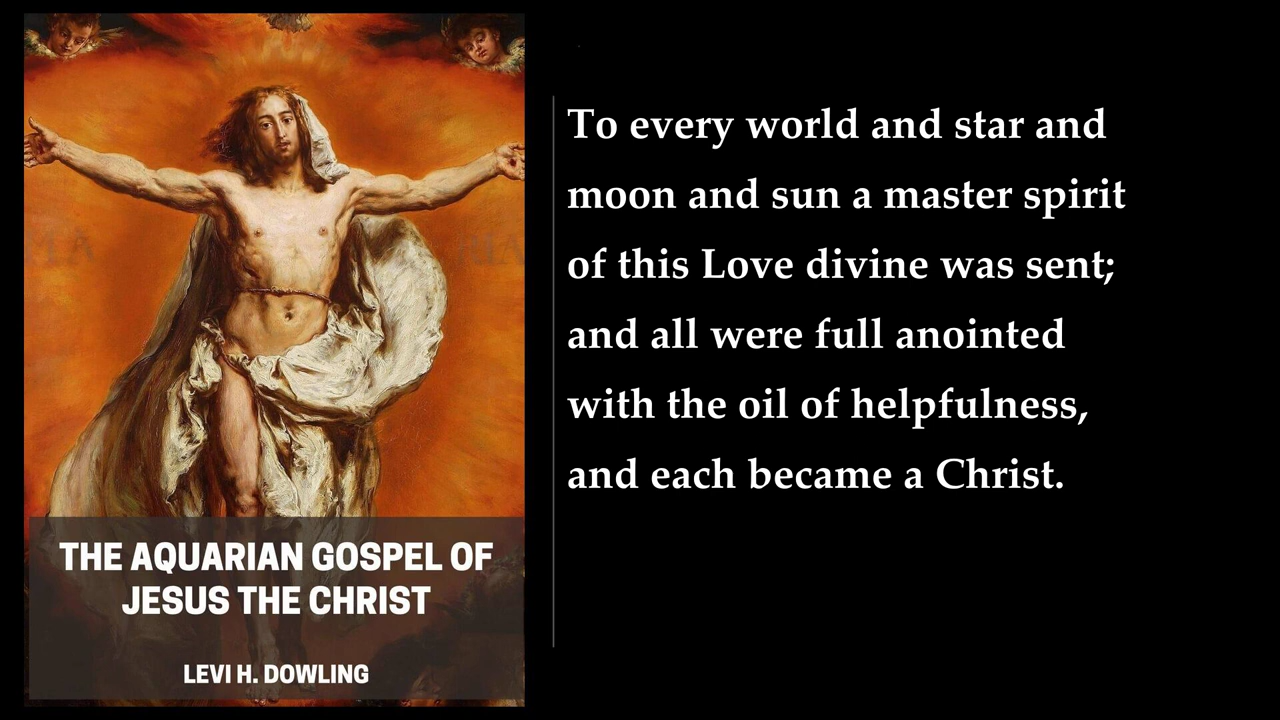 THE AQUARIAN GOSPEL OF
JESUS THE CHRIST
LEVI H. DOWLING
To every world and star and
moon and sun a master spirit
of this Love divine was sent;
and all were full anointed
with the oil of helpfulness,
and each became a Christ.